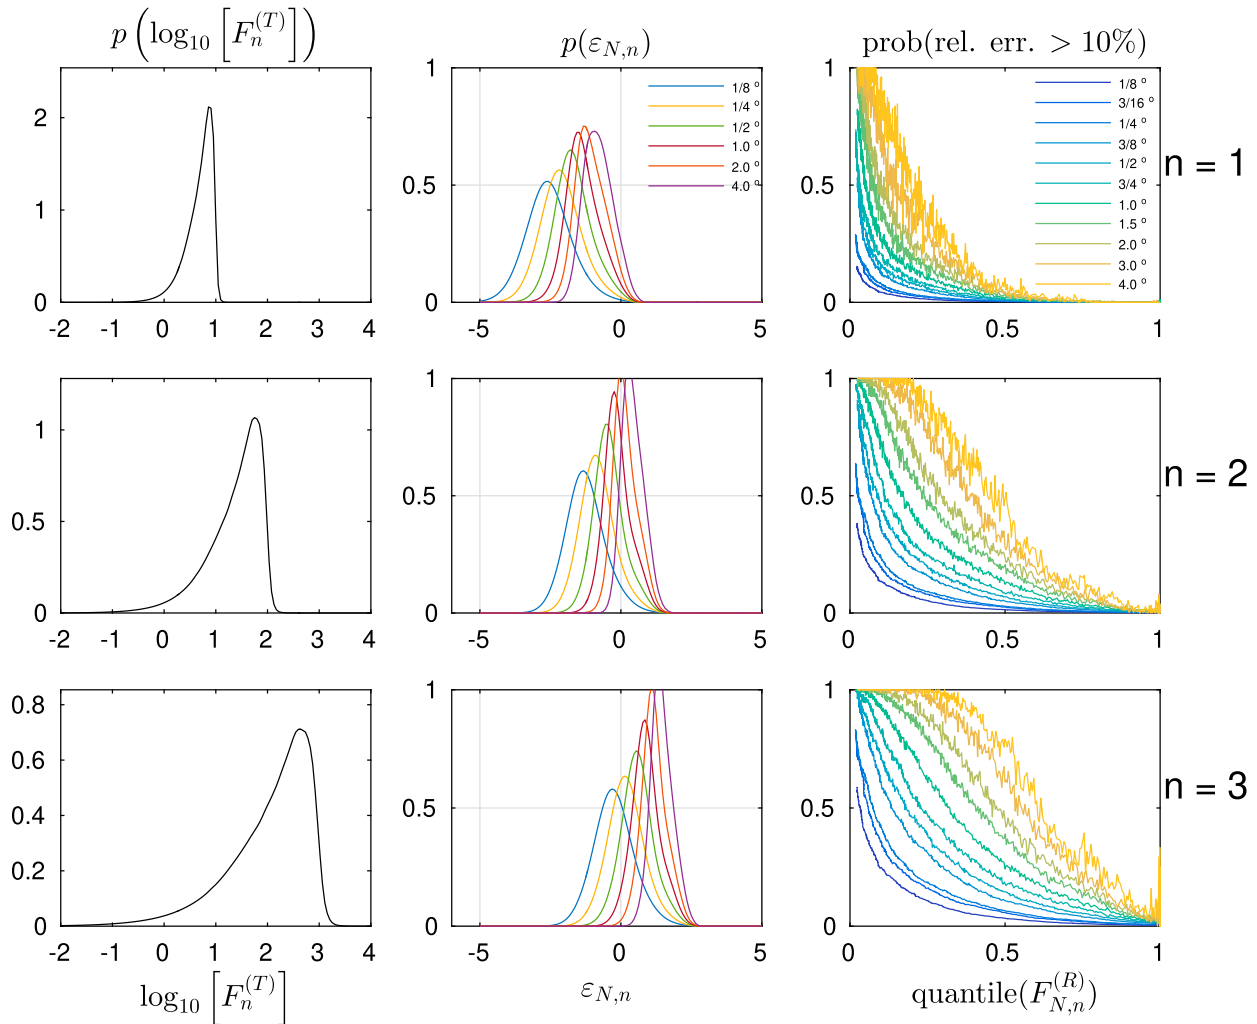 p(log₁₀[Fₙ⁽ᵀ⁾])
p(ε_{N,n})
prob(rel. err. > 10%)
2
1
0
-2 -1 0 1 2 3 4
1
0.5
0
-5 0 5
1/8 °
1/4 °
1/2 °
1.0 °
2.0 °
4.0 °
1
0.5
0
0 0.5 1
1/8 °
3/16 °
1/4 °
3/8 °
1/2 °
3/4 °
1.0 °
1.5 °
2.0 °
3.0 °
4.0 °
n = 1
1
0.5
0
-2 -1 0 1 2 3 4
1
0.5
0
-5 0 5
1
0.5
0
0 0.5 1
n = 2
0.8
0.6
0.4
0.2
0
-2 -1 0 1 2 3 4
log₁₀[Fₙ⁽ᵀ⁾]
1
0.5
0
-5 0 5
ε_{N,n}
1
0.5
0
0 0.5 1
quantile(F_{N,n}^{(R)})
n = 3